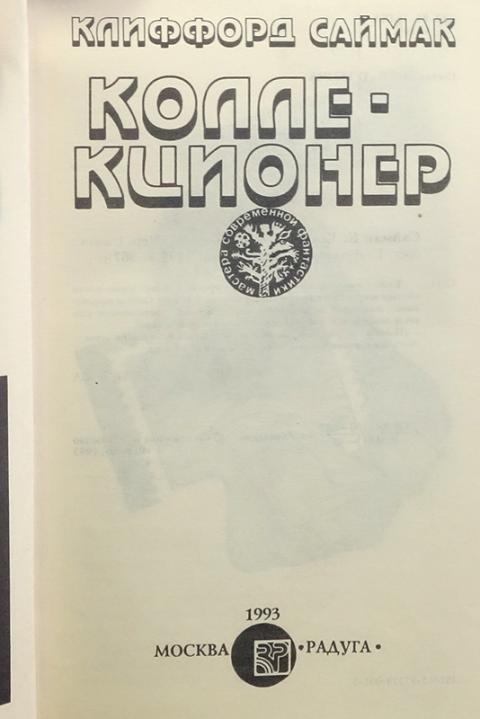 КЛИФФОРД САЙМАК
КОЛЛЕ-
КЦИОНЕР
мастера современной фантастики
1993
МОСКВА •РАДУГА•